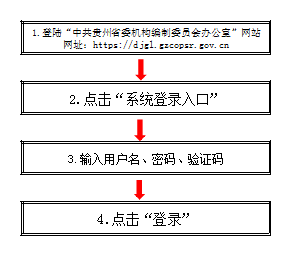 1.登陆“中共贵州省委机构编制委员会办公室”网站
网址：https://djgl.gzcopsr.gov.cn
2.点击“系统登录入口”
3.输入用户名、密码、验证码
4.点击“登录”